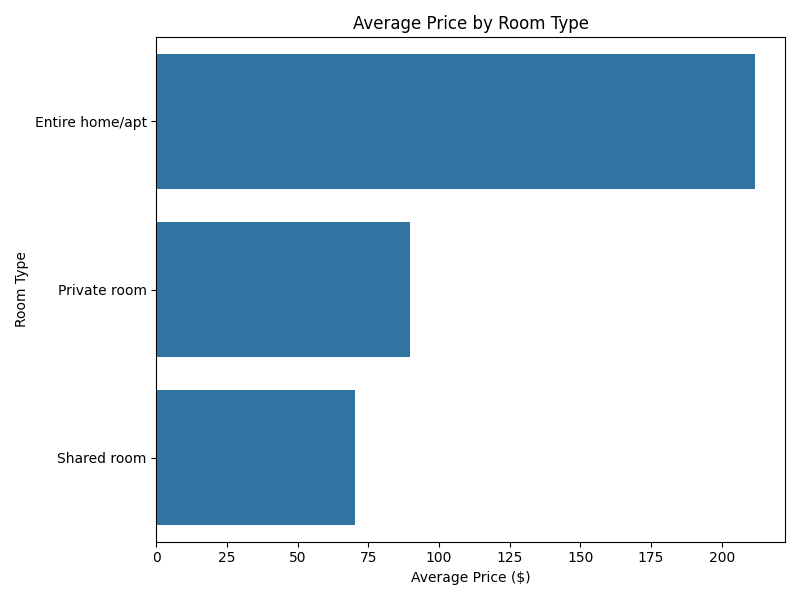 Average Price by Room Type
Room Type
Entire home/apt
Private room
Shared room
0 25 50 75 100 125 150 175 200
Average Price ($)